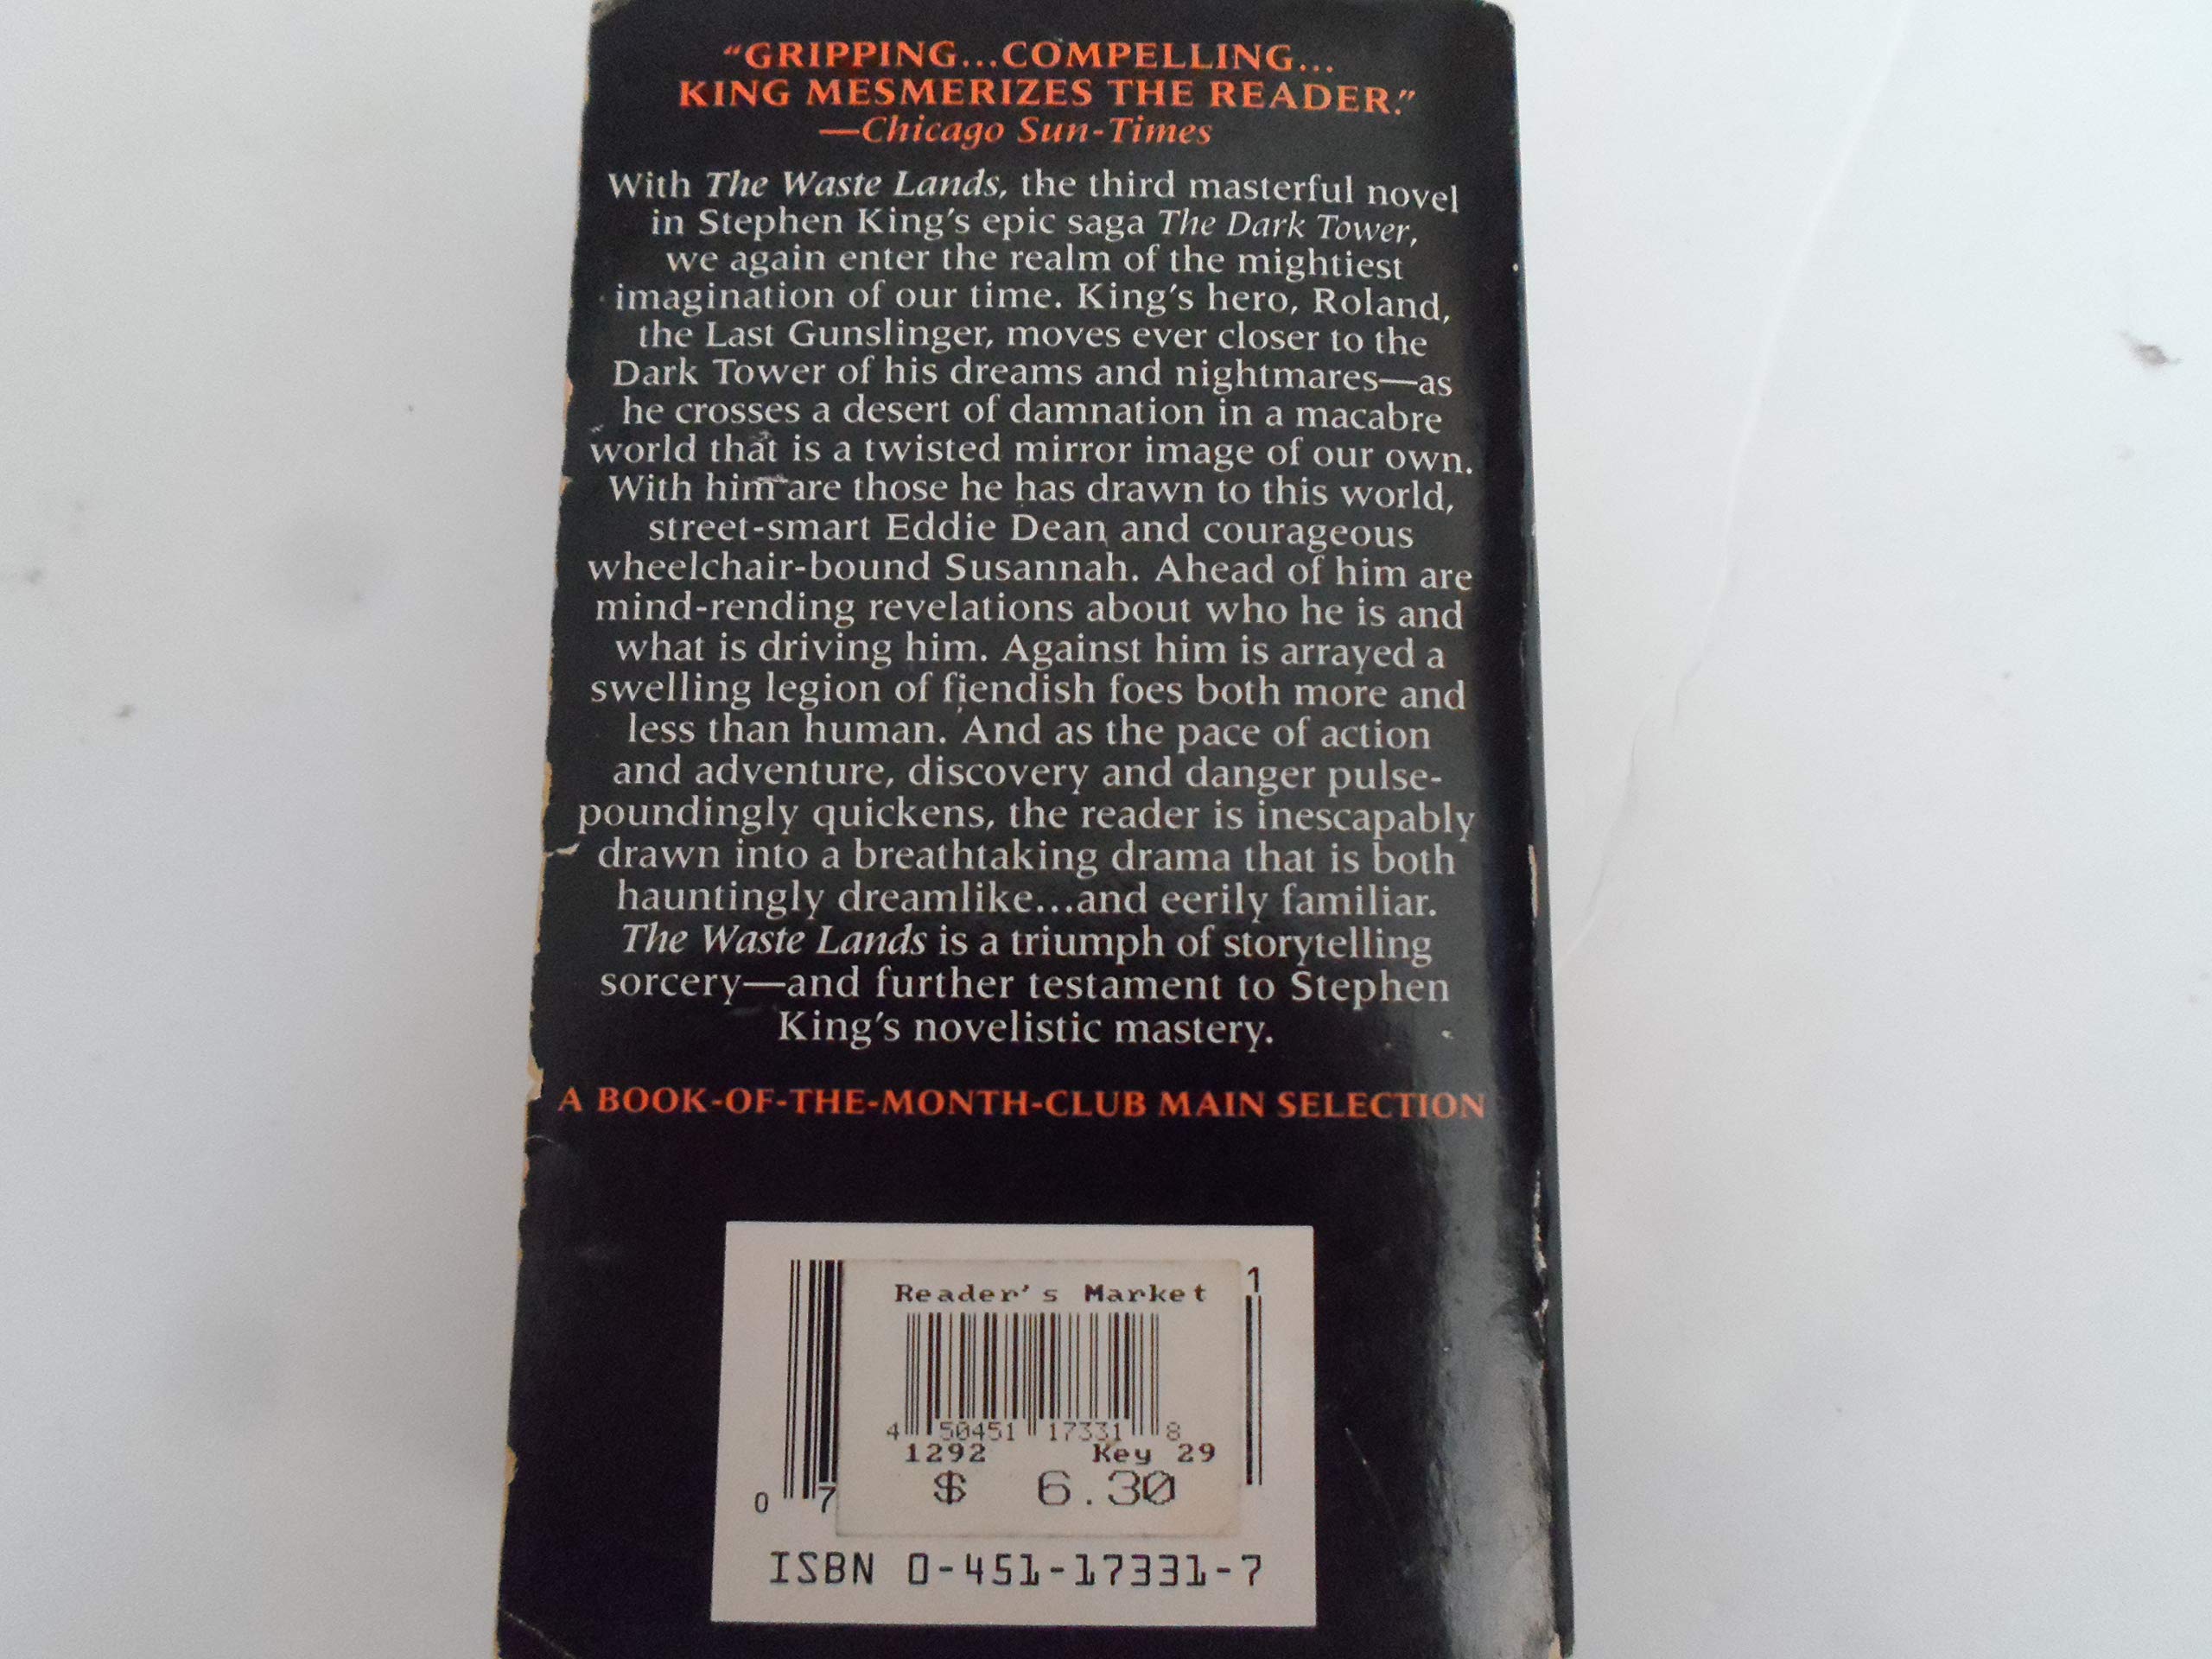 “GRIPPING...COMPELLING...
KING MESMERIZES THE READER.”
—Chicago Sun-Times
With The Waste Lands, the third masterful novel
in Stephen King’s epic saga The Dark Tower,
we again enter the realm of the mightiest
imagination of our time. King’s hero, Roland,
the Last Gunslinger, moves ever closer to the
Dark Tower of his dreams and nightmares—as
he crosses a desert of damnation in a macabre
world that is a twisted mirror image of our own.
With him are those he has drawn to this world,
street-smart Eddie Dean and courageous
wheelchair-bound Susannah. Ahead of him are
mind-rending revelations about who he is and
what is driving him. Against him is arrayed a
swelling legion of fiendish foes both more and
less than human. And as the pace of action
and adventure, discovery and danger pulse-
poundingly quickens, the reader is inescapably
drawn into a breathtaking drama that is both
hauntingly dreamlike...and eerily familiar.
The Waste Lands is a triumph of storytelling
sorcery—and further testament to Stephen
King’s novelistic mastery.
A BOOK-OF-THE-MONTH-CLUB MAIN SELECTION
1
Reader's Market
4 50451 17331 8
1292 Key 29
$ 6.30
0 7
ISBN 0-451-17331-7